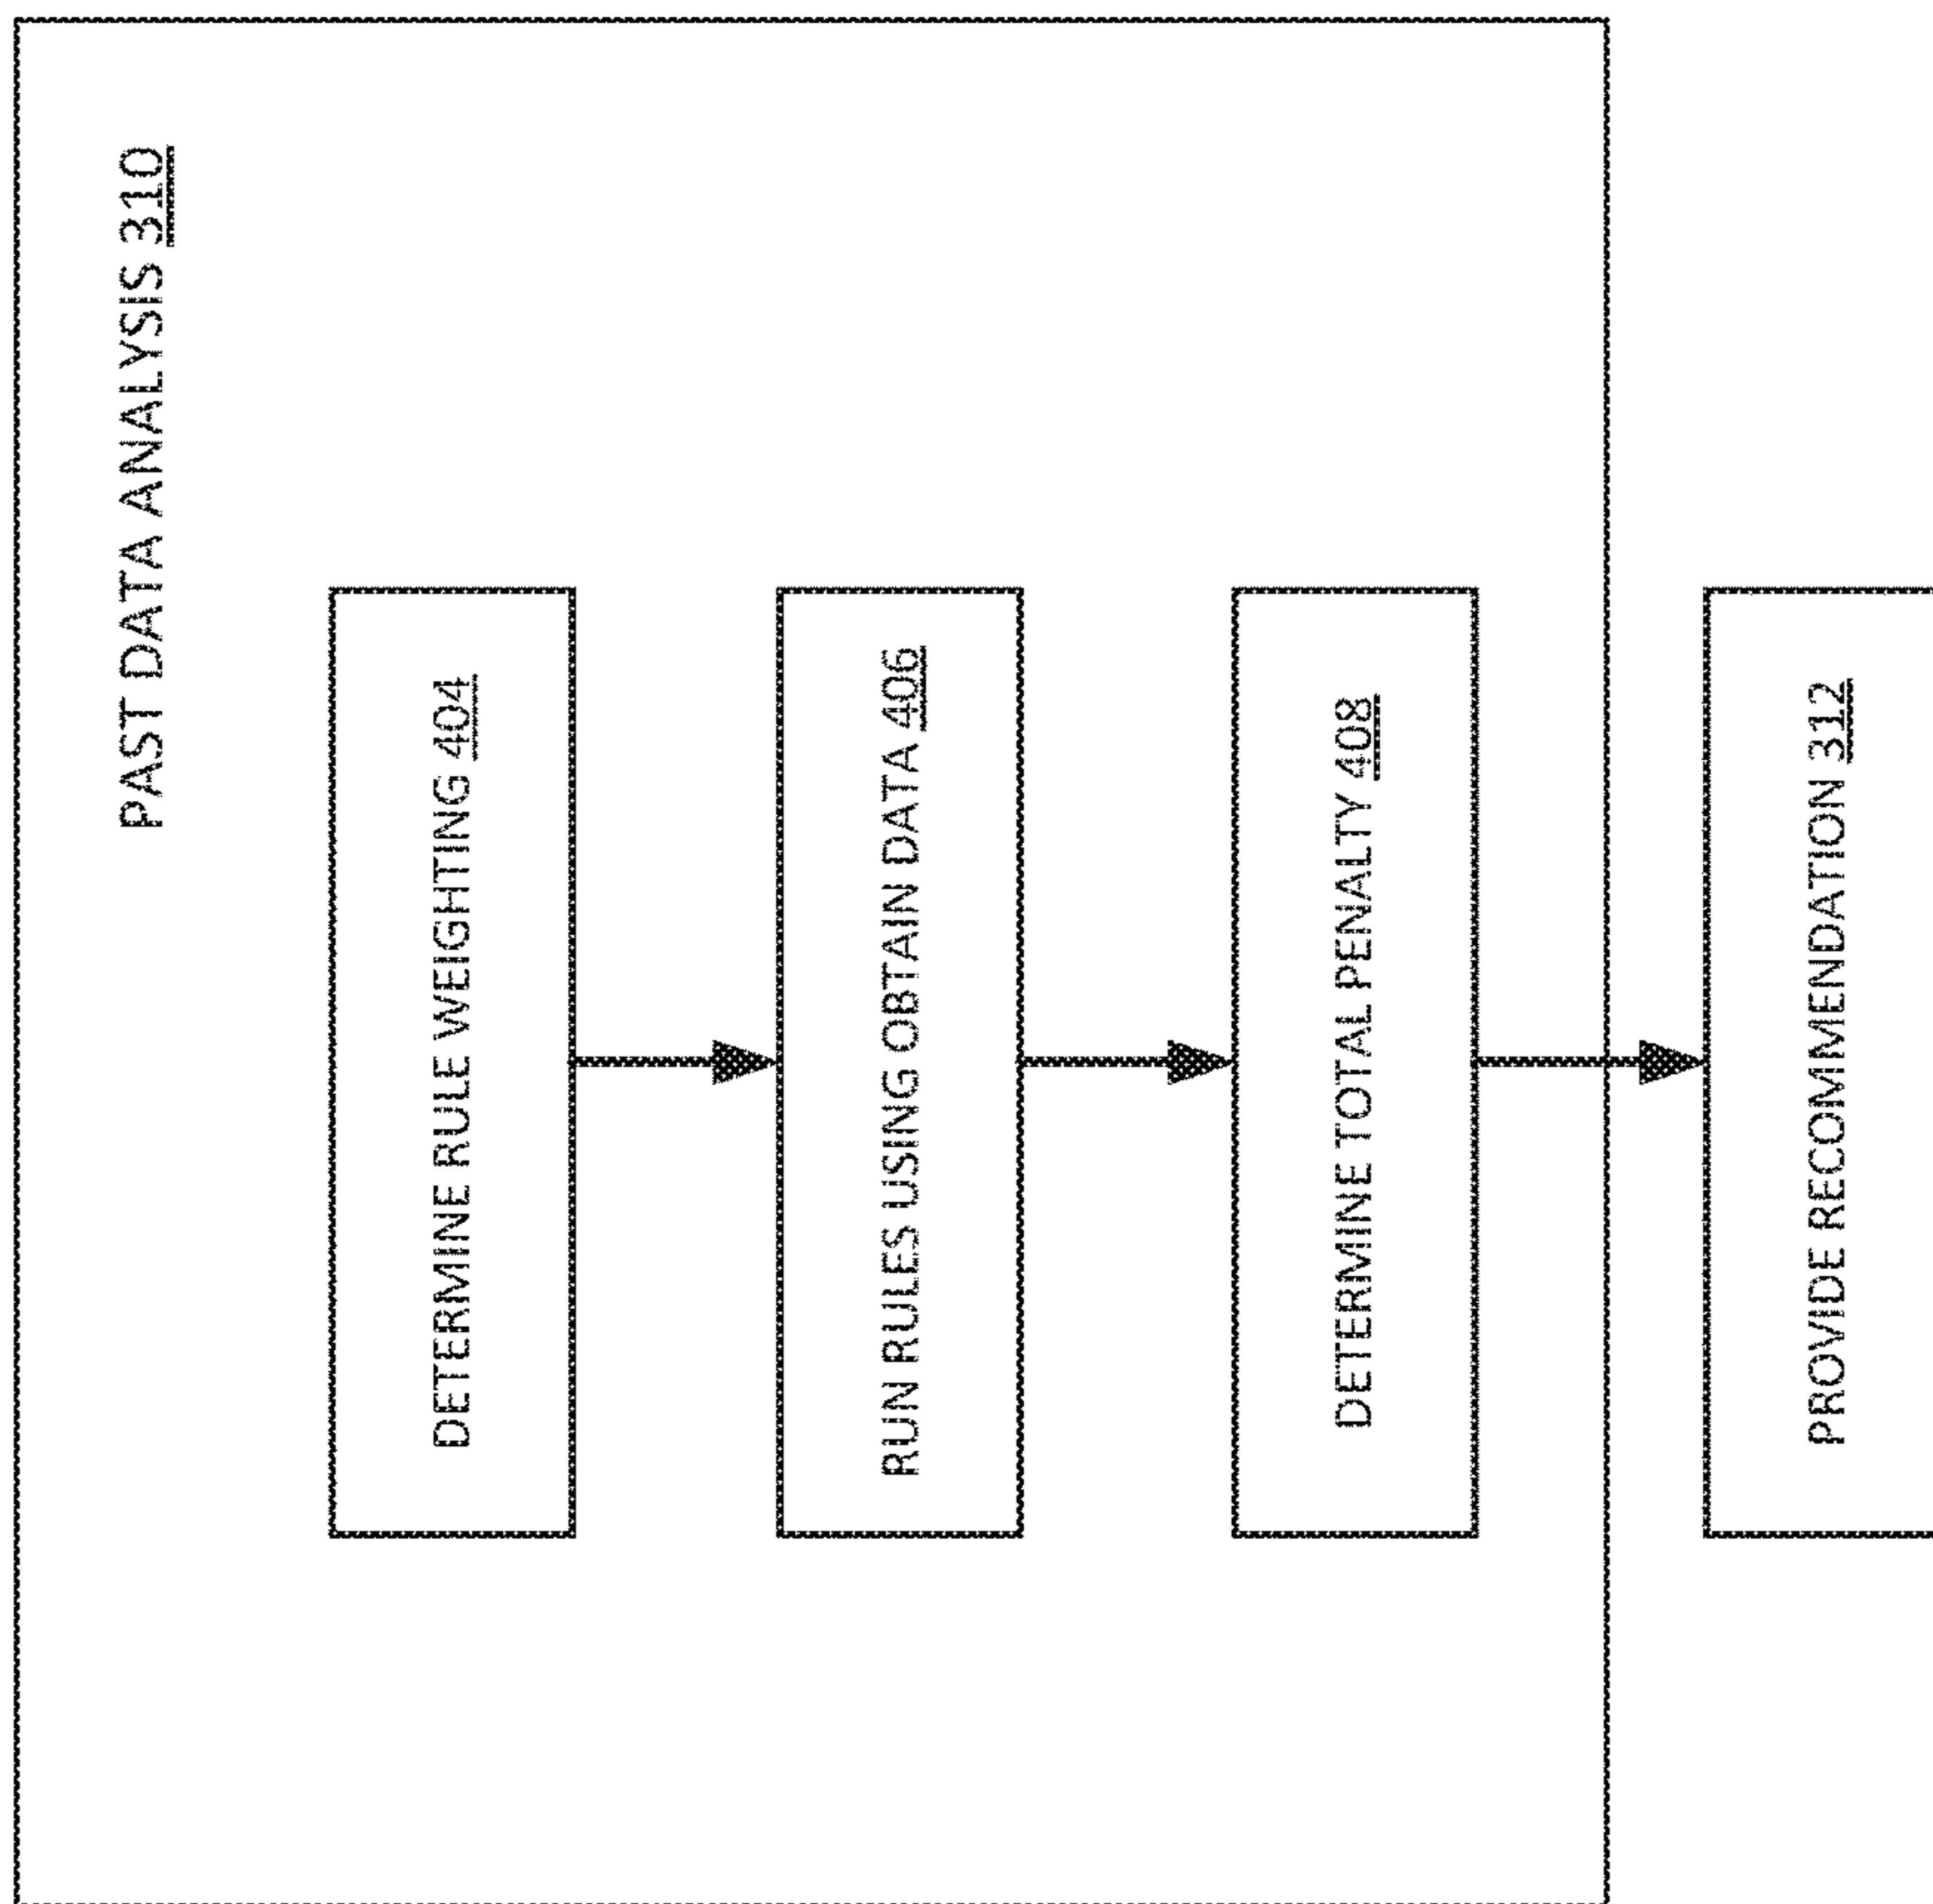 PAST DATA ANALYSIS 310
DETERMINE RULE WEIGHTING 404
RUN RULES USING OBTAIN DATA 406
DETERMINE TOTAL PENALTY 408
PROVIDE RECOMMENDATION 312